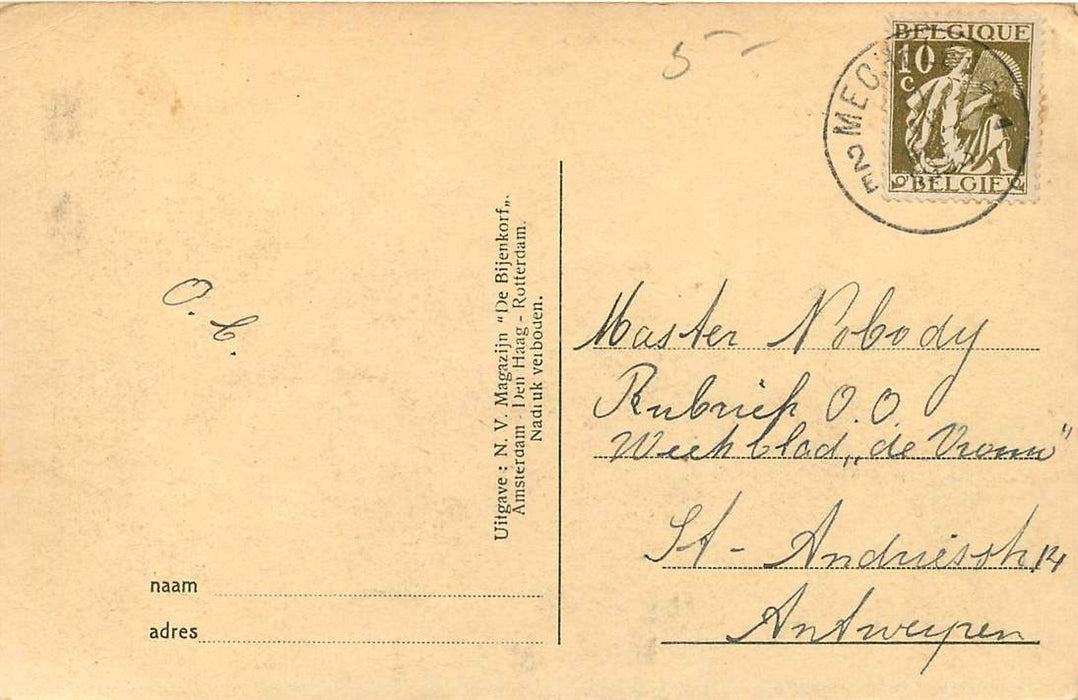 5-
BELGIQUE
10
C
BELGIE
MEC
O. C.
Uitgave: N. V. Magazijn "De Bijenkorf„.
Amsterdam - Den Haag - Rotterdam.
Nadruk verboden.
Master Nobody
Rubriek O.O.
Weekblad „de Vrouw"
St - Andriesstr. 14
Antwerpen
naam
adres